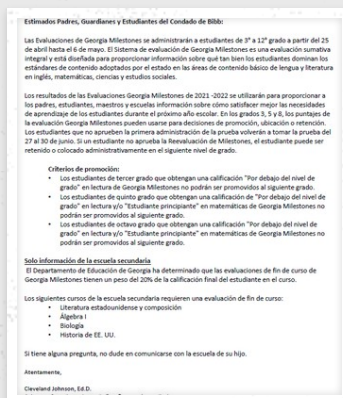 Estimados Padres, Guardianes y Estudiantes del Condado de Bibb:
Las Evaluaciones de Georgia Milestones se administrarán a estudiantes de 3° a 12° grado a partir del 25
de abril hasta el 6 de mayo. El Sistema de evaluación de Georgia Milestones es una evaluación sumativa
integral y está diseñada para proporcionar información sobre qué tan bien los estudiantes dominan los
estándares de contenido adoptados por el estado en las áreas de contenido básico de lengua y literatura
en inglés, matemáticas, ciencias y estudios sociales.
Los resultados de las Evaluaciones Georgia Milestones de 2021 -2022 se utilizarán para proporcionar a
los padres, estudiantes, maestros y escuelas información sobre cómo satisfacer mejor las necesidades
de aprendizaje de los estudiantes durante el próximo año escolar. En los grados 3, 5 y 8, los puntajes de
la evaluación Georgia Milestones pueden usarse para decisiones de promoción, ubicación o retención.
Los estudiantes que no aprueben la primera administración de la prueba volverán a tomar la prueba del
27 al 30 de junio. Si un estudiante no aprueba la Reevaluación de Milestones, el estudiante puede ser
retenido o colocado administrativamente en el siguiente nivel de grado.
Criterios de promoción:
• Los estudiantes de tercer grado que obtengan una calificación "Por debajo del nivel de
grado" en lectura de Georgia Milestones no podrán ser promovidos al siguiente grado.
• Los estudiantes de quinto grado que obtengan una calificación de "Por debajo del nivel de
grado" en lectura y/o "Estudiante principiante" en matemáticas de Georgia Milestones no
podrán ser promovidos al siguiente grado.
• Los estudiantes de octavo grado que obtengan una calificación "Por debajo del nivel de
grado" en lectura y/o "Estudiante principiante" en matemáticas de Georgia Milestones no
podrán ser promovidos al siguiente grado.
Solo información de la escuela secundaria
El Departamento de Educación de Georgia ha determinado que las evaluaciones de fin de curso de
Georgia Milestones tienen un peso del 20% de la calificación final del estudiante en el curso.
Los siguientes cursos de la escuela secundaria requieren una evaluación de fin de curso:
• Literatura estadounidense y composición
• Álgebra I
• Biología
• Historia de EE. UU.
Si tiene alguna pregunta, no dude en comunicarse con la escuela de su hijo.
Atentamente,
Cleveland Johnson, Ed.D.